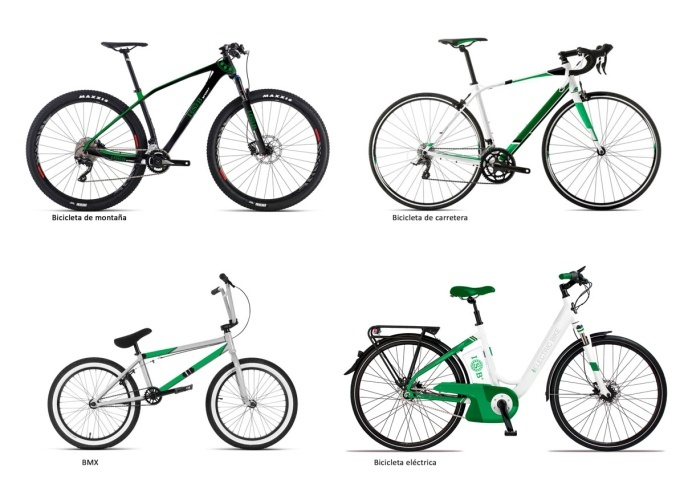 MAXXIS
MAXXIS
Bicicleta de montaña
Bicicleta de carretera
BMX
Bicicleta eléctrica